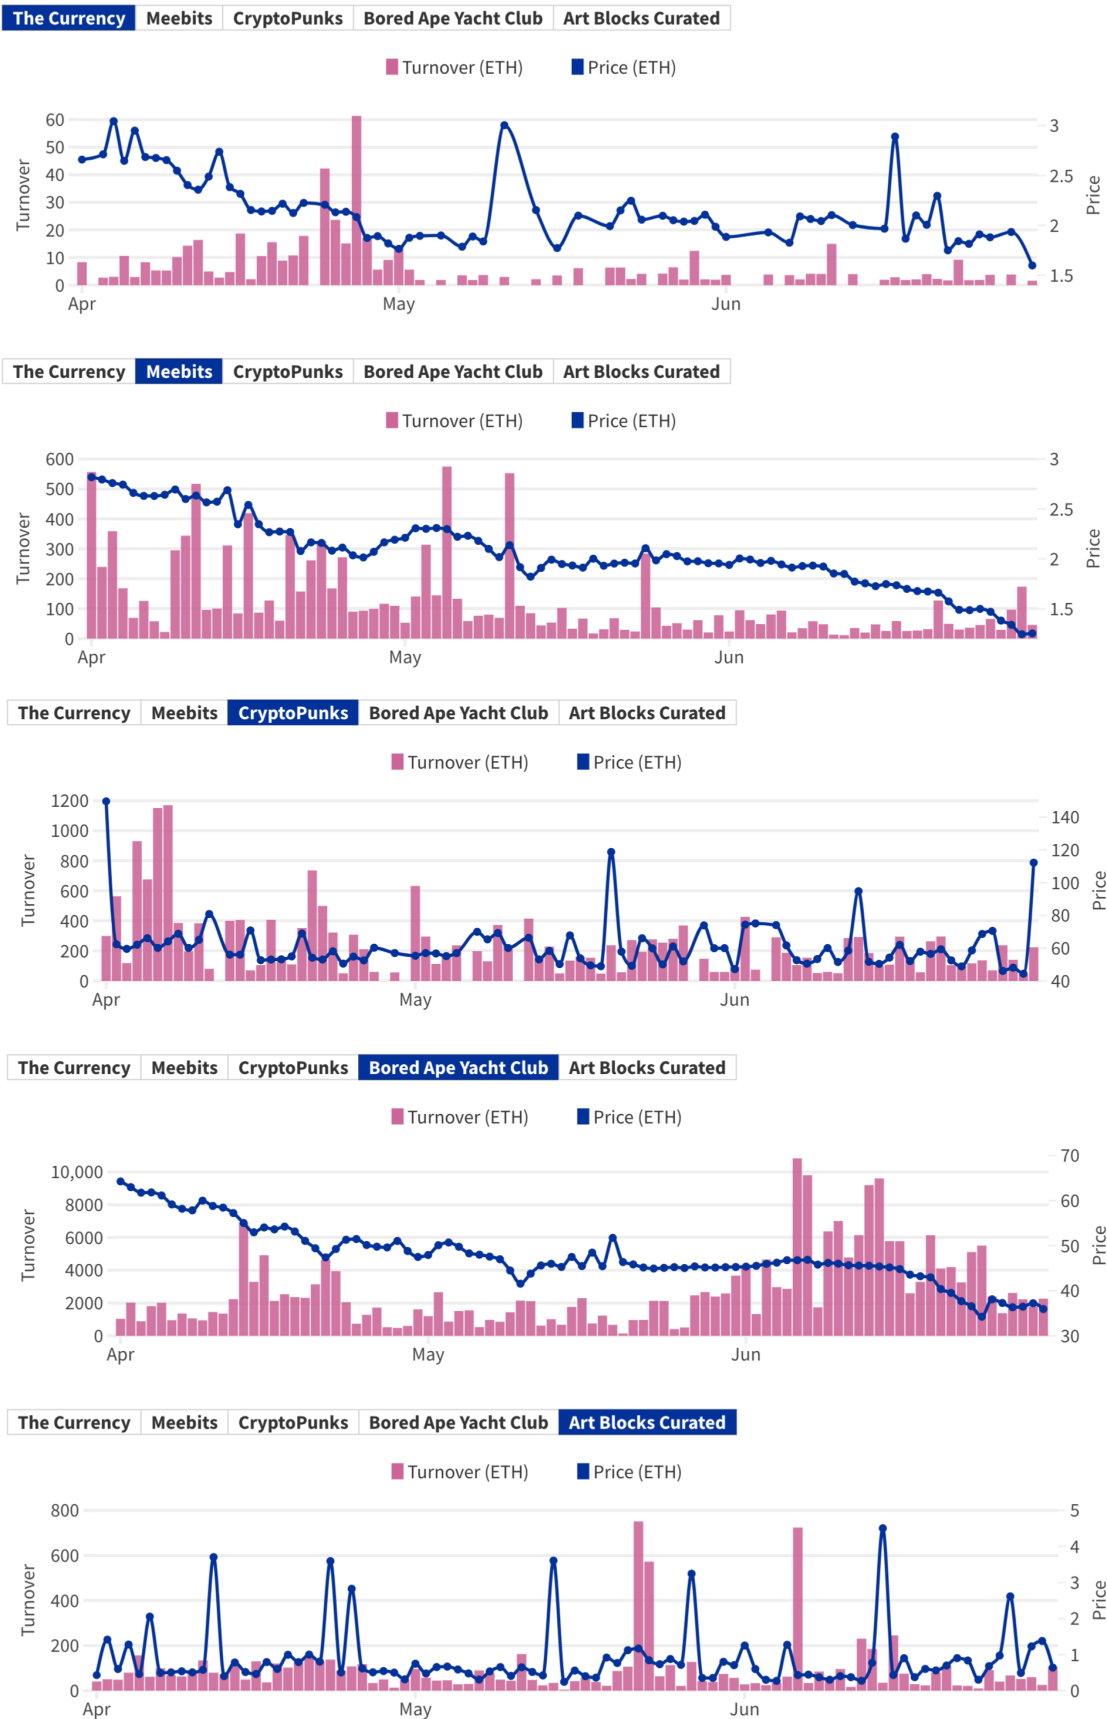 The Currency Meebits CryptoPunks Bored Ape Yacht Club Art Blocks Curated
Turnover (ETH) Price (ETH)
60
50
40
30
20
10
0
Turnover
3
2.5
2
1.5
Price
Apr May Jun
The Currency Meebits CryptoPunks Bored Ape Yacht Club Art Blocks Curated
Turnover (ETH) Price (ETH)
600
500
400
300
200
100
0
Turnover
3
2.5
2
1.5
Price
Apr May Jun
The Currency Meebits CryptoPunks Bored Ape Yacht Club Art Blocks Curated
Turnover (ETH) Price (ETH)
1200
1000
800
600
400
200
0
Turnover
140
120
100
80
60
40
Price
Apr May Jun
The Currency Meebits CryptoPunks Bored Ape Yacht Club Art Blocks Curated
Turnover (ETH) Price (ETH)
10,000
8000
6000
4000
2000
0
Turnover
70
60
50
40
30
Price
Apr May Jun
The Currency Meebits CryptoPunks Bored Ape Yacht Club Art Blocks Curated
Turnover (ETH) Price (ETH)
800
600
400
200
0
Turnover
5
4
3
2
1
0
Price
Apr May Jun